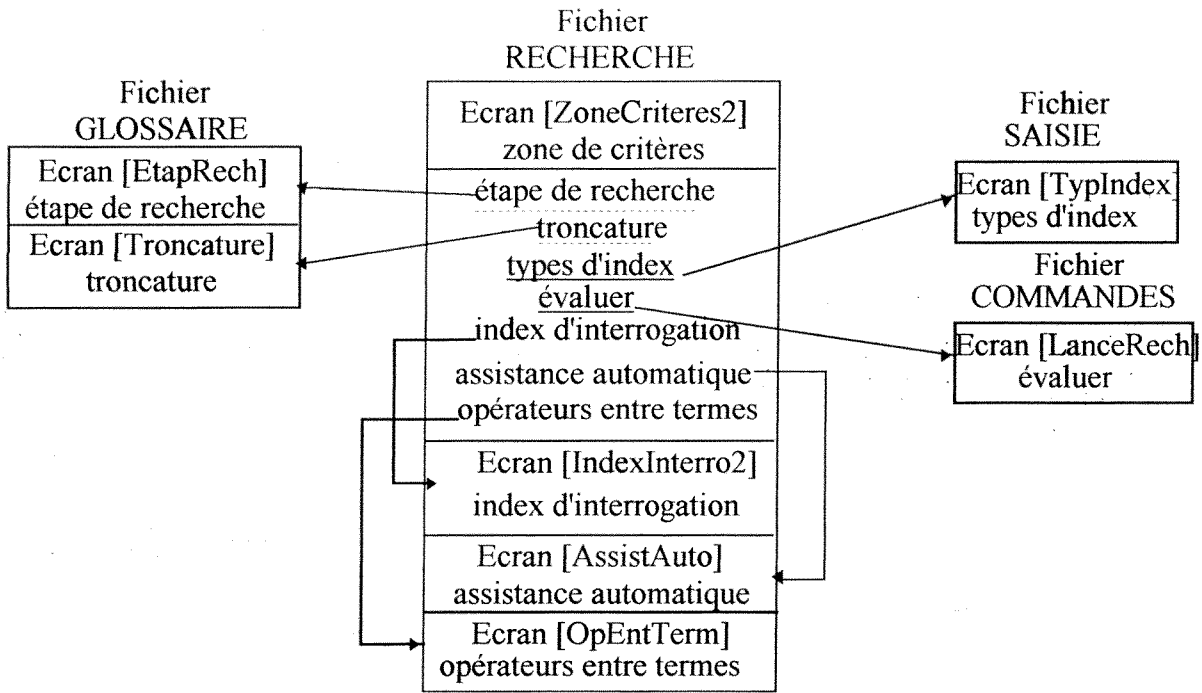 Fichier
RECHERCHE
Ecran [ZoneCriteres2]
zone de critères
étape de recherche
troncature
types d'index
évaluer
index d'interrogation
assistance automatique
opérateurs entre termes
Ecran [IndexInterro2]
index d'interrogation
Ecran [AssistAuto]
assistance automatique
Ecran [OpEntTerm]
opérateurs entre termes
Fichier
GLOSSAIRE
Ecran [EtapRech]
étape de recherche
Ecran [Troncature]
troncature
Fichier
SAISIE
Ecran [TypIndex]
types d'index
Fichier
COMMANDES
Ecran [LanceRech]
évaluer